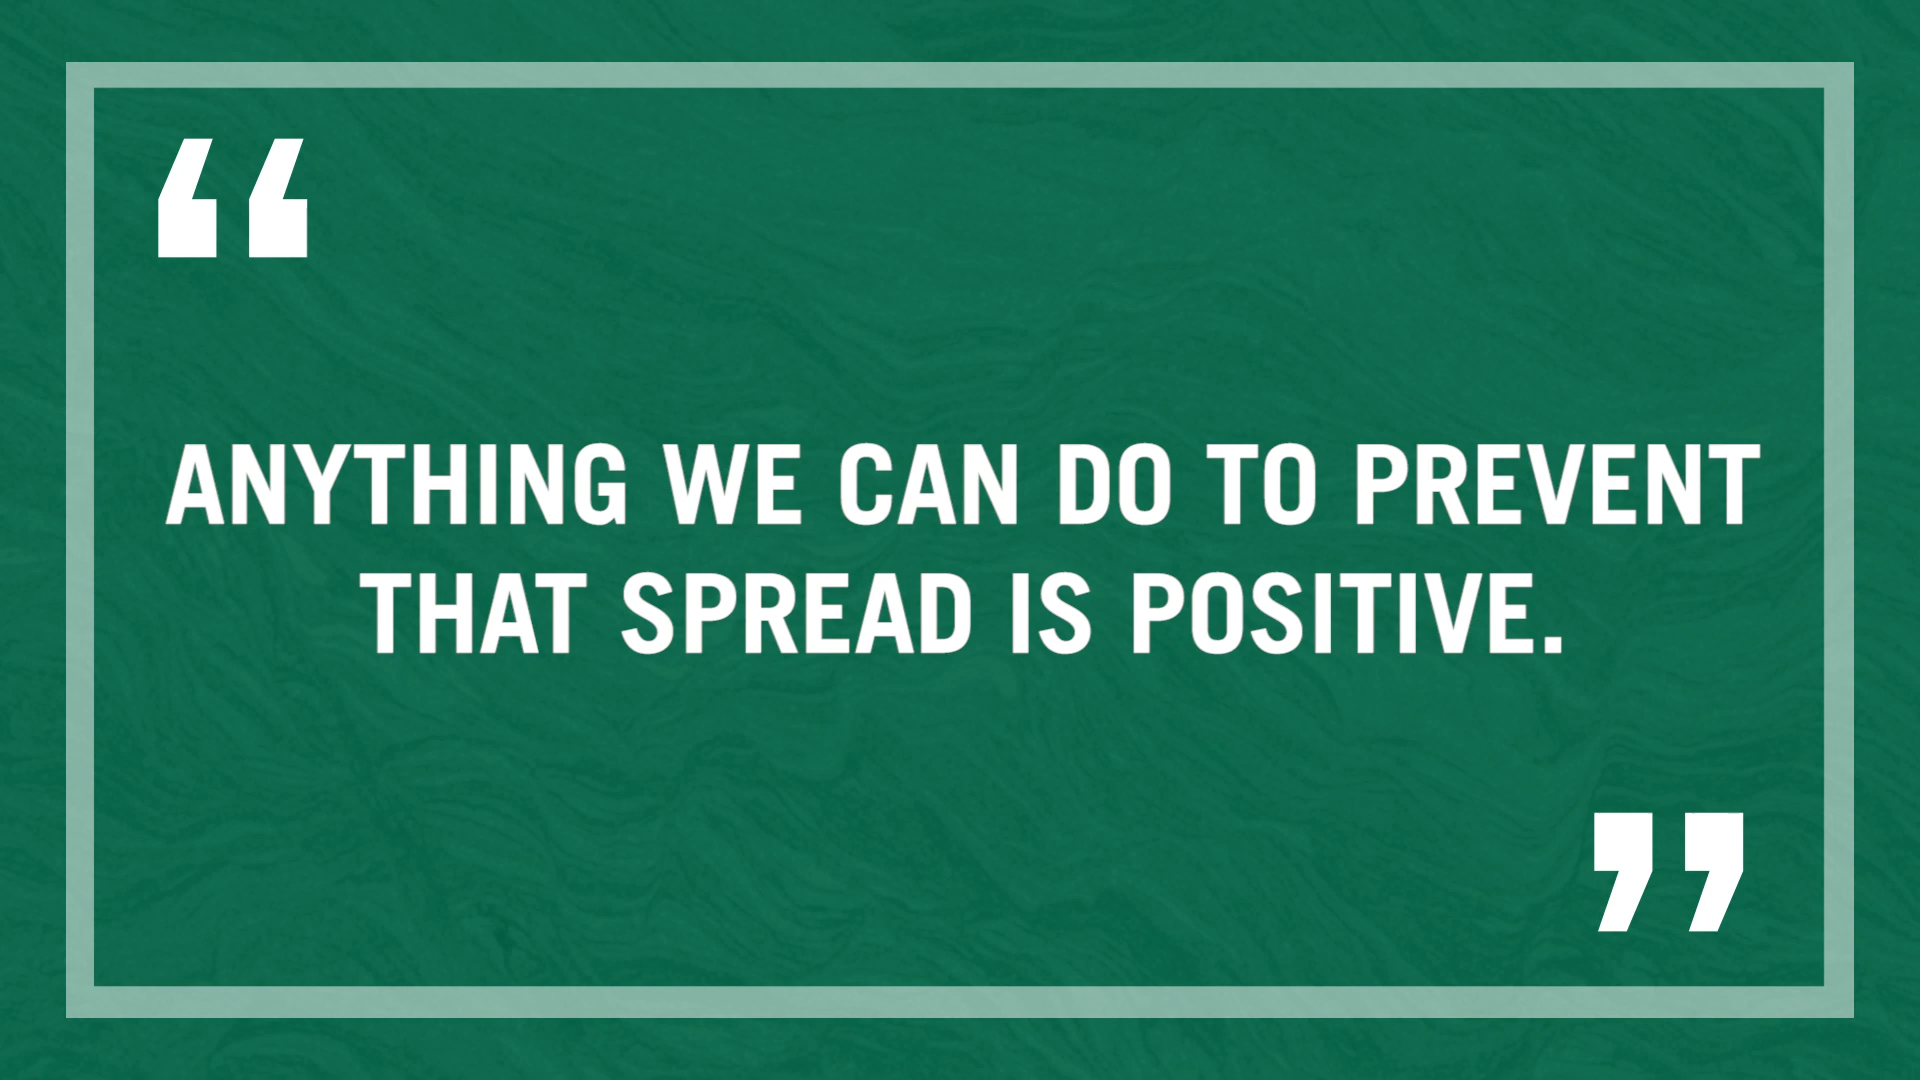 “
ANYTHING WE CAN DO TO PREVENT
THAT SPREAD IS POSITIVE.
”